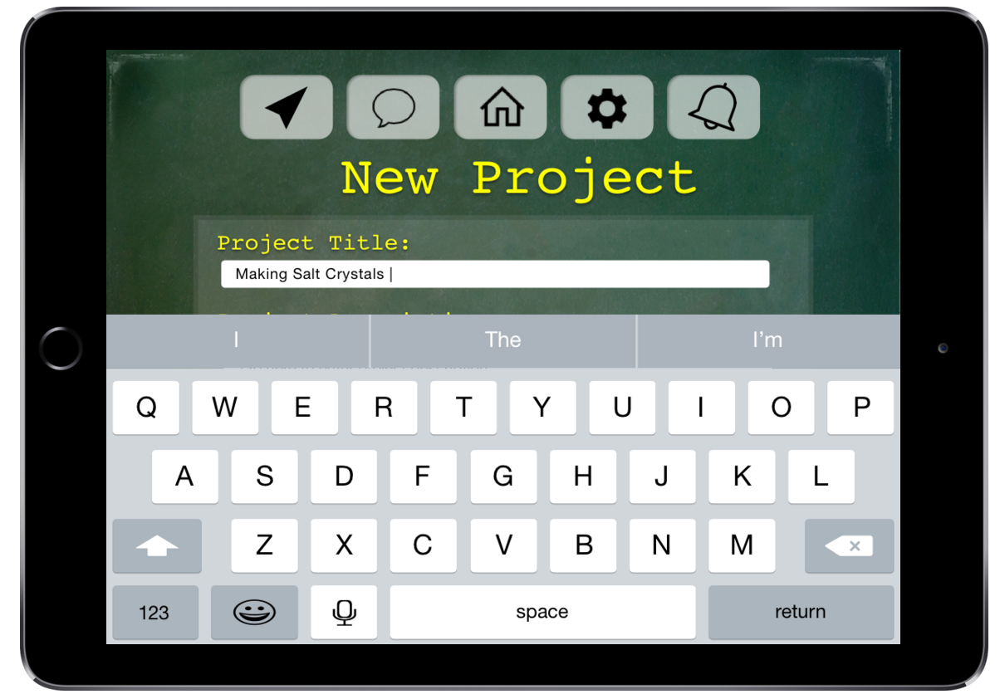 New Project
Project Title:
Making Salt Crystals
I The I’m
Q W E R T Y U I O P
A S D F G H J K L
Z X C V B N M
123 space return